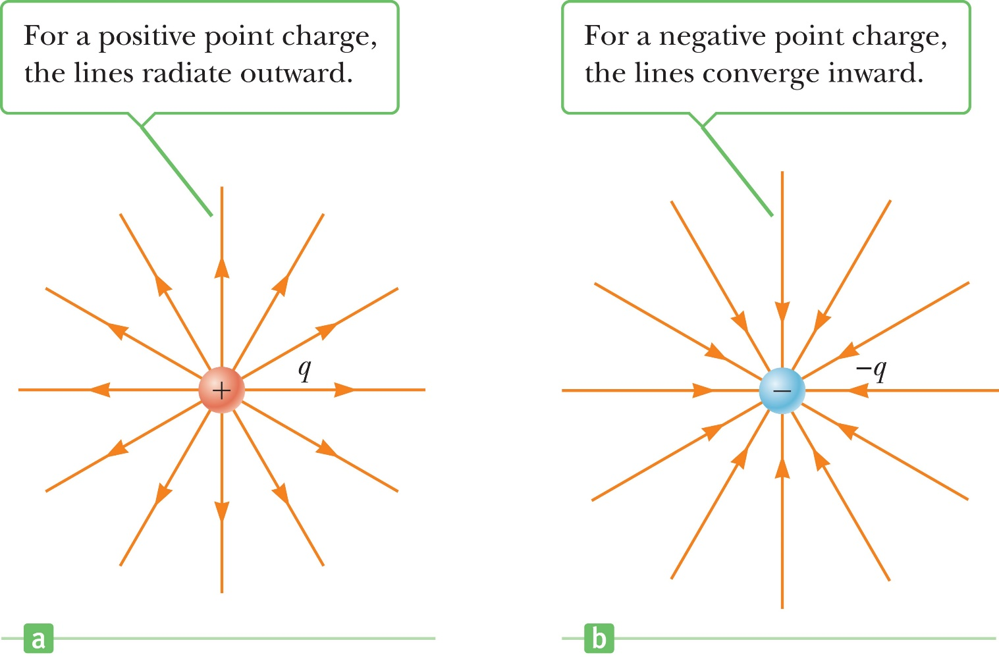 For a positive point charge,
the lines radiate outward.
For a negative point charge,
the lines converge inward.
q
+
−q
−
a
b